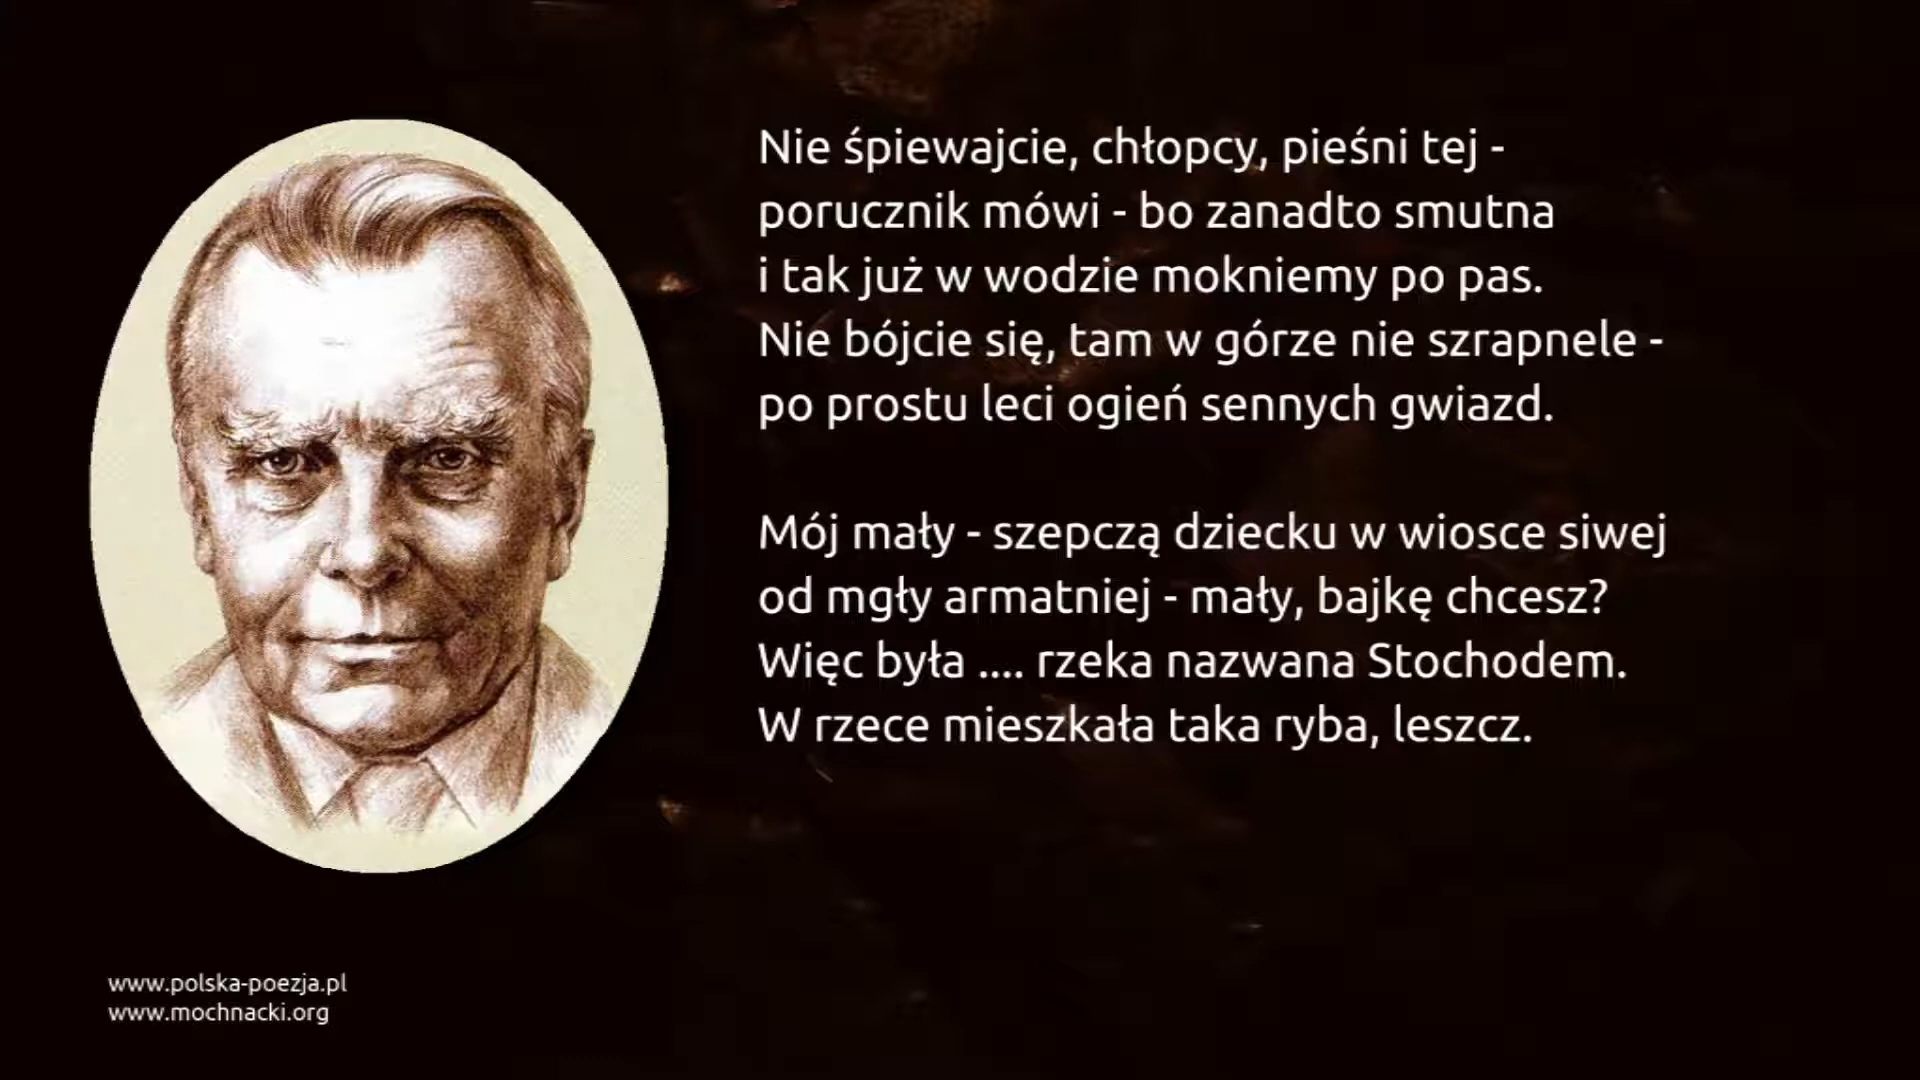 Nie śpiewajcie, chłopcy, pieśni tej -
porucznik mówi - bo zanadto smutna
i tak już w wodzie mokniemy po pas.
Nie bójcie się, tam w górze nie szrapnele -
po prostu leci ogień sennych gwiazd.
Mój mały - szepczą dziecku w wiosce siwej
od mgły armatniej - mały, bajkę chcesz?
Więc była .... rzeka nazwana Stochodem.
W rzece mieszkała taka ryba, leszcz.
www.polska-poezja.pl
www.mochnacki.org